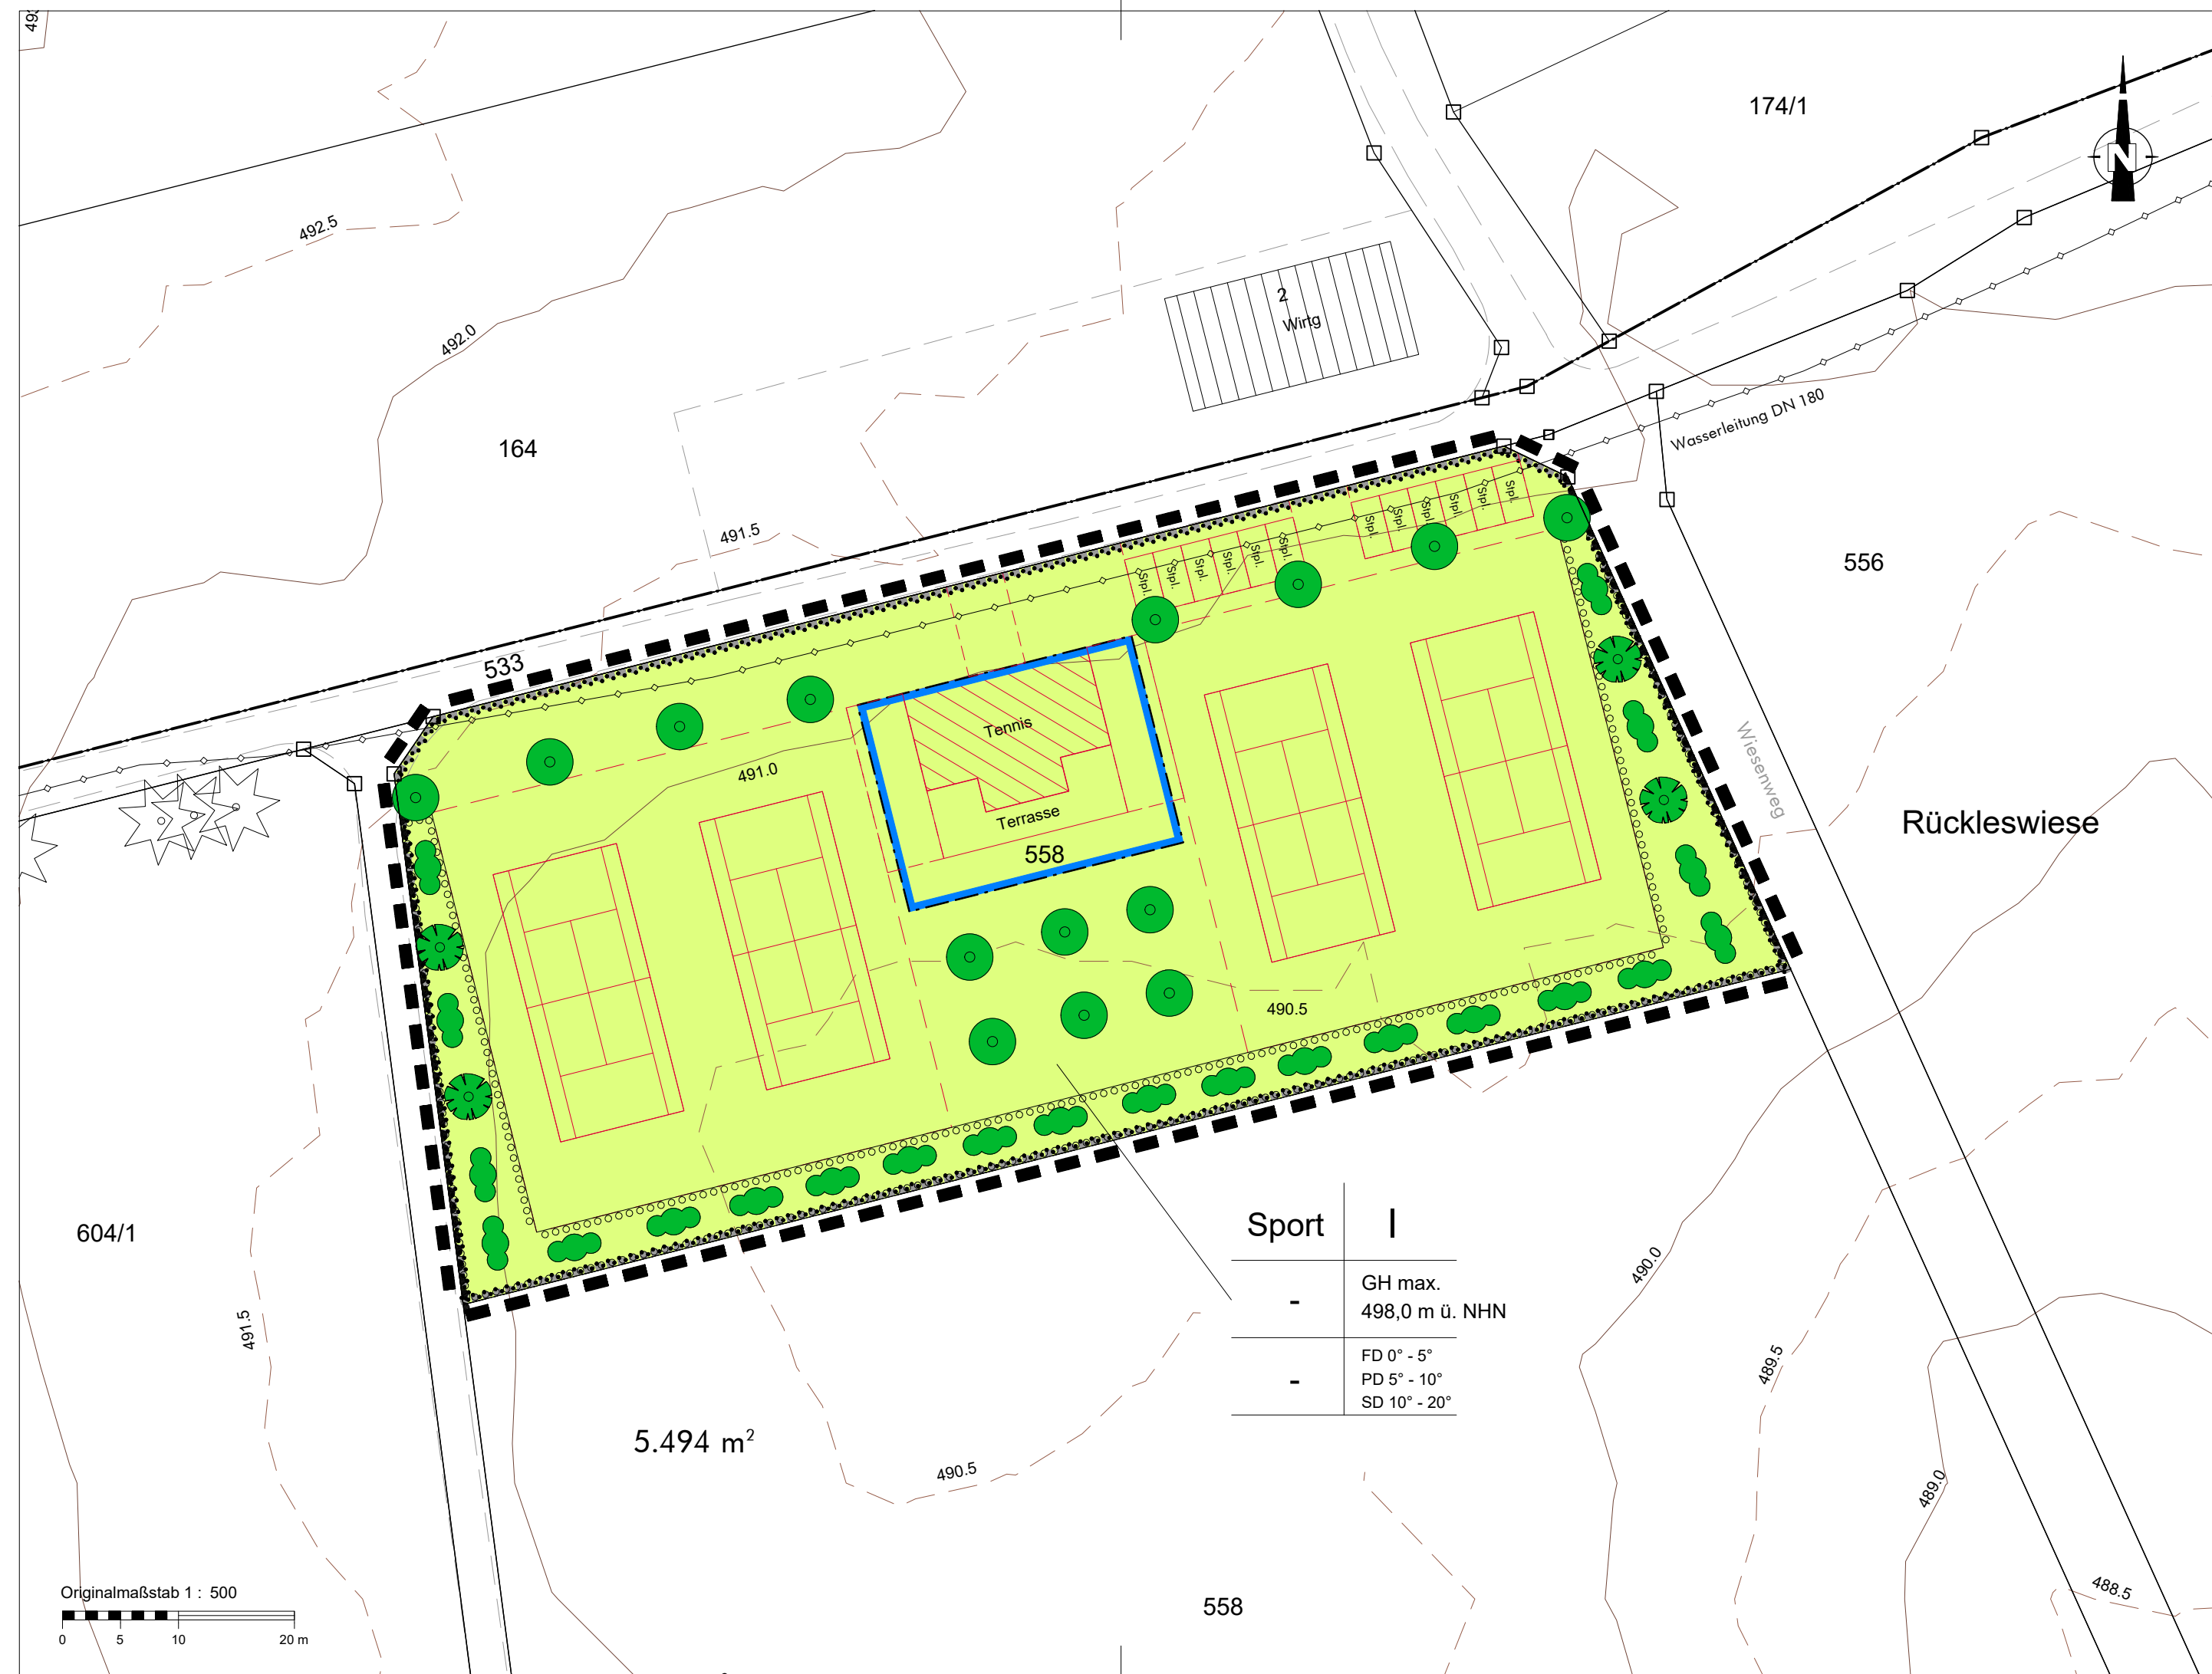 493
174/1
N
492.5
2
Wirtg
492.0
Wasserleitung DN 180
164
491.5
Stpl.
Stpl.
Stpl.
Stpl.
Stpl.
Stpl.
Stpl.
Stpl.
Stpl.
Stpl.
Stpl.
Stpl.
556
533
Tennis
491.0
Wiesenweg
Terrasse
Rückleswiese
558
490.5
604/1
Sport I
- GH max.
498,0 m ü. NHN
- FD 0° - 5°
PD 5° - 10°
SD 10° - 20°
490.0
491.5
489.5
5.494 m²
490.5
489.0
Originalmaßstab 1 : 500
0 5 10 20 m
558
488.5